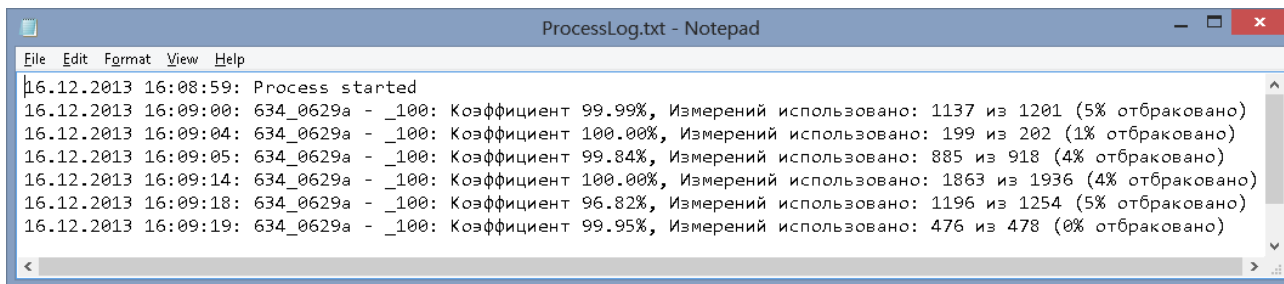 ProcessLog.txt - Notepad
File Edit Format View Help
16.12.2013 16:08:59: Process started
16.12.2013 16:09:00: 634_0629a - _100: Коэффициент 99.99%, Измерений использовано: 1137 из 1201 (5% отбраковано)
16.12.2013 16:09:04: 634_0629a - _100: Коэффициент 100.00%, Измерений использовано: 199 из 202 (1% отбраковано)
16.12.2013 16:09:05: 634_0629a - _100: Коэффициент 99.84%, Измерений использовано: 885 из 918 (4% отбраковано)
16.12.2013 16:09:14: 634_0629a - _100: Коэффициент 100.00%, Измерений использовано: 1863 из 1936 (4% отбраковано)
16.12.2013 16:09:18: 634_0629a - _100: Коэффициент 96.82%, Измерений использовано: 1196 из 1254 (5% отбраковано)
16.12.2013 16:09:19: 634_0629a - _100: Коэффициент 99.95%, Измерений использовано: 476 из 478 (0% отбраковано)